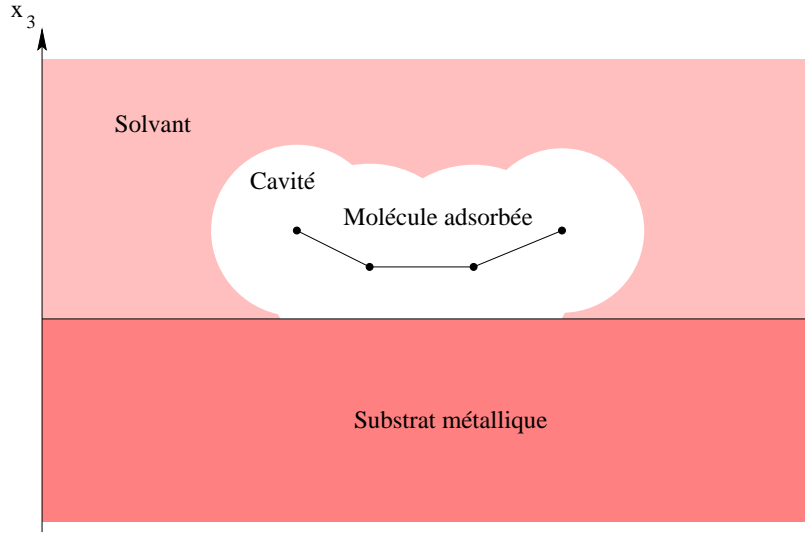 x3
Solvant
Cavité
Molécule adsorbée
Substrat métallique